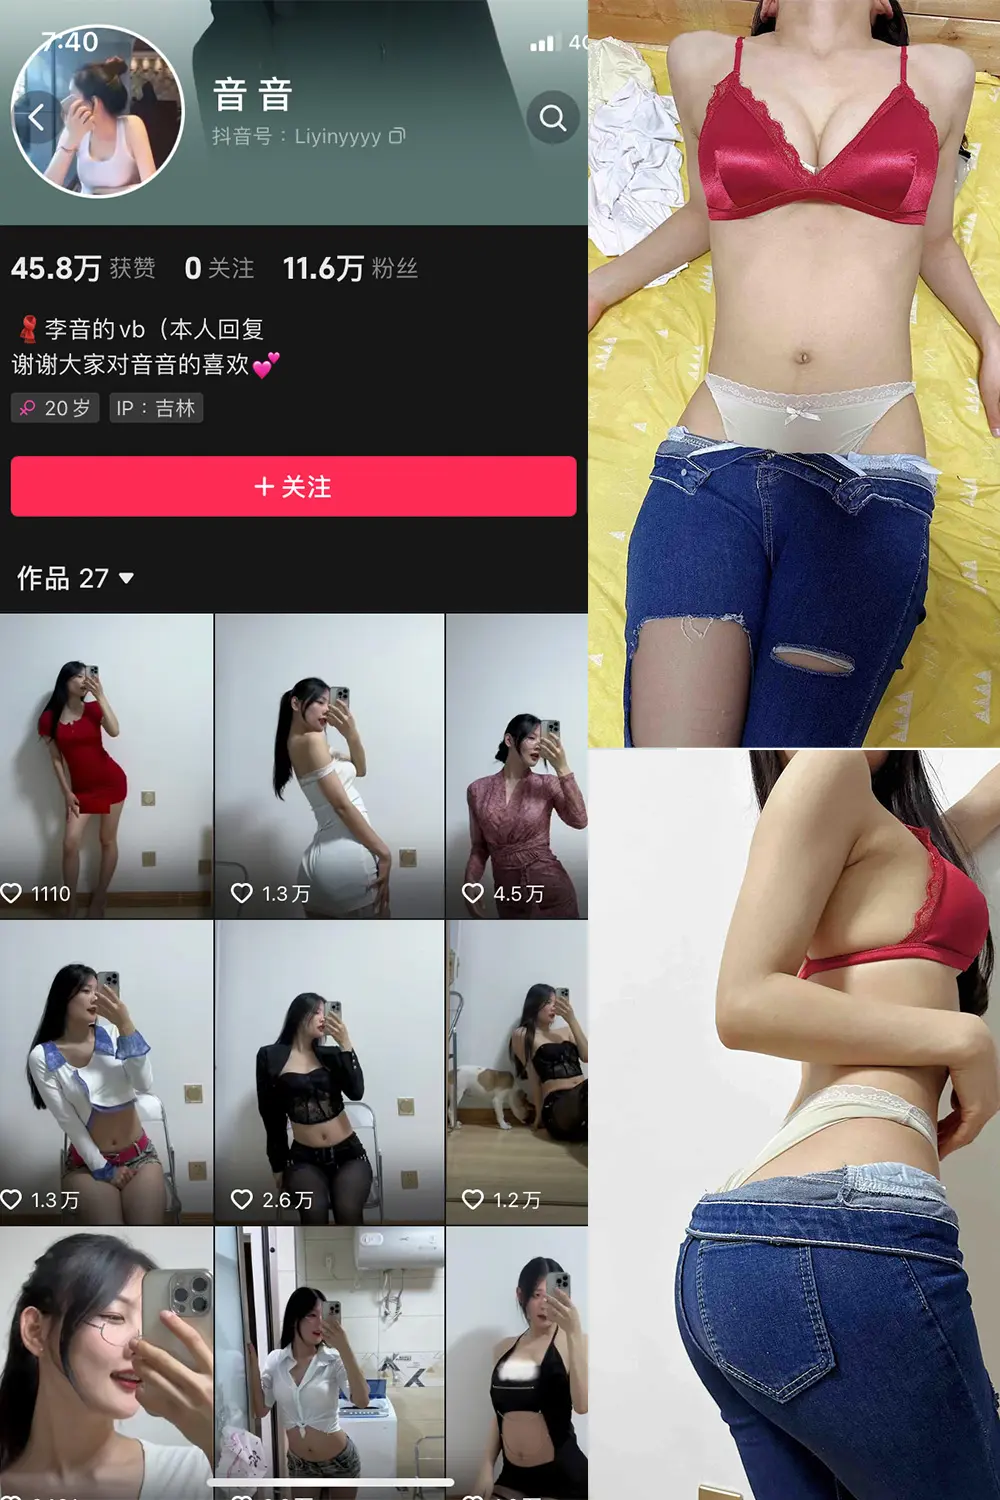 7:40
音音
抖音号：Liyinyyyy
45.8万 获赞 0 关注 11.6万 粉丝
李音的vb（本人回复
谢谢大家对音音的喜欢
20岁 IP：吉林
+ 关注
作品 27
1110 1.3万 4.5万
1.3万 2.6万 1.2万